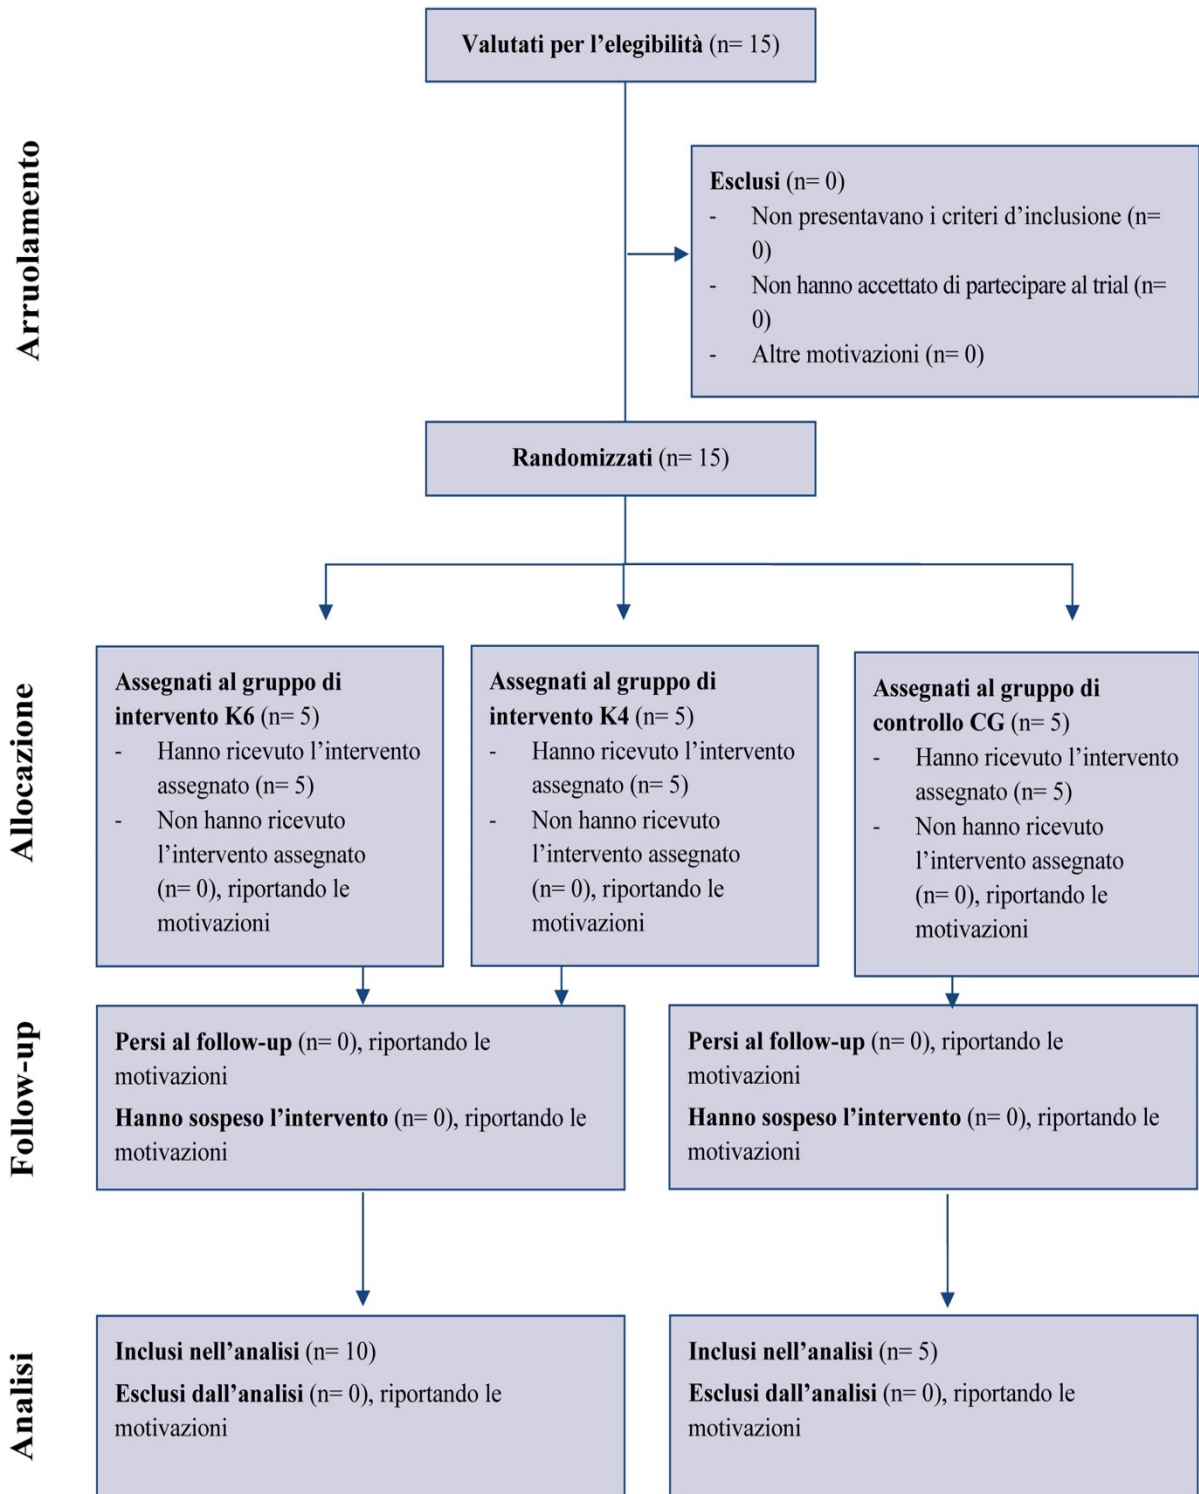 Valutati per l'elegibilità (n= 15)
Arruolamento
Esclusi (n= 0)
- Non presentavano i criteri d'inclusione (n=
0)
- Non hanno accettato di partecipare al trial (n=
0)
- Altre motivazioni (n= 0)
Randomizzati (n= 15)
Allocazione
Assegnati al gruppo di
intervento K6 (n= 5)
- Hanno ricevuto l'intervento
assegnato (n= 5)
- Non hanno ricevuto
l'intervento assegnato
(n= 0), riportando le
motivazioni
Assegnati al gruppo di
intervento K4 (n= 5)
- Hanno ricevuto l'intervento
assegnato (n= 5)
- Non hanno ricevuto
l'intervento assegnato
(n= 0), riportando le
motivazioni
Assegnati al gruppo di
controllo CG (n= 5)
- Hanno ricevuto l'intervento
assegnato (n= 5)
- Non hanno ricevuto
l'intervento assegnato
(n= 0), riportando le
motivazioni
Follow-up
Persi al follow-up (n= 0), riportando le
motivazioni
Hanno sospeso l'intervento (n= 0), riportando le
motivazioni
Persi al follow-up (n= 0), riportando le
motivazioni
Hanno sospeso l'intervento (n= 0), riportando le
motivazioni
Analisi
Inclusi nell'analisi (n= 10)
Esclusi dall'analisi (n= 0), riportando le
motivazioni
Inclusi nell'analisi (n= 5)
Esclusi dall'analisi (n= 0), riportando le
motivazioni